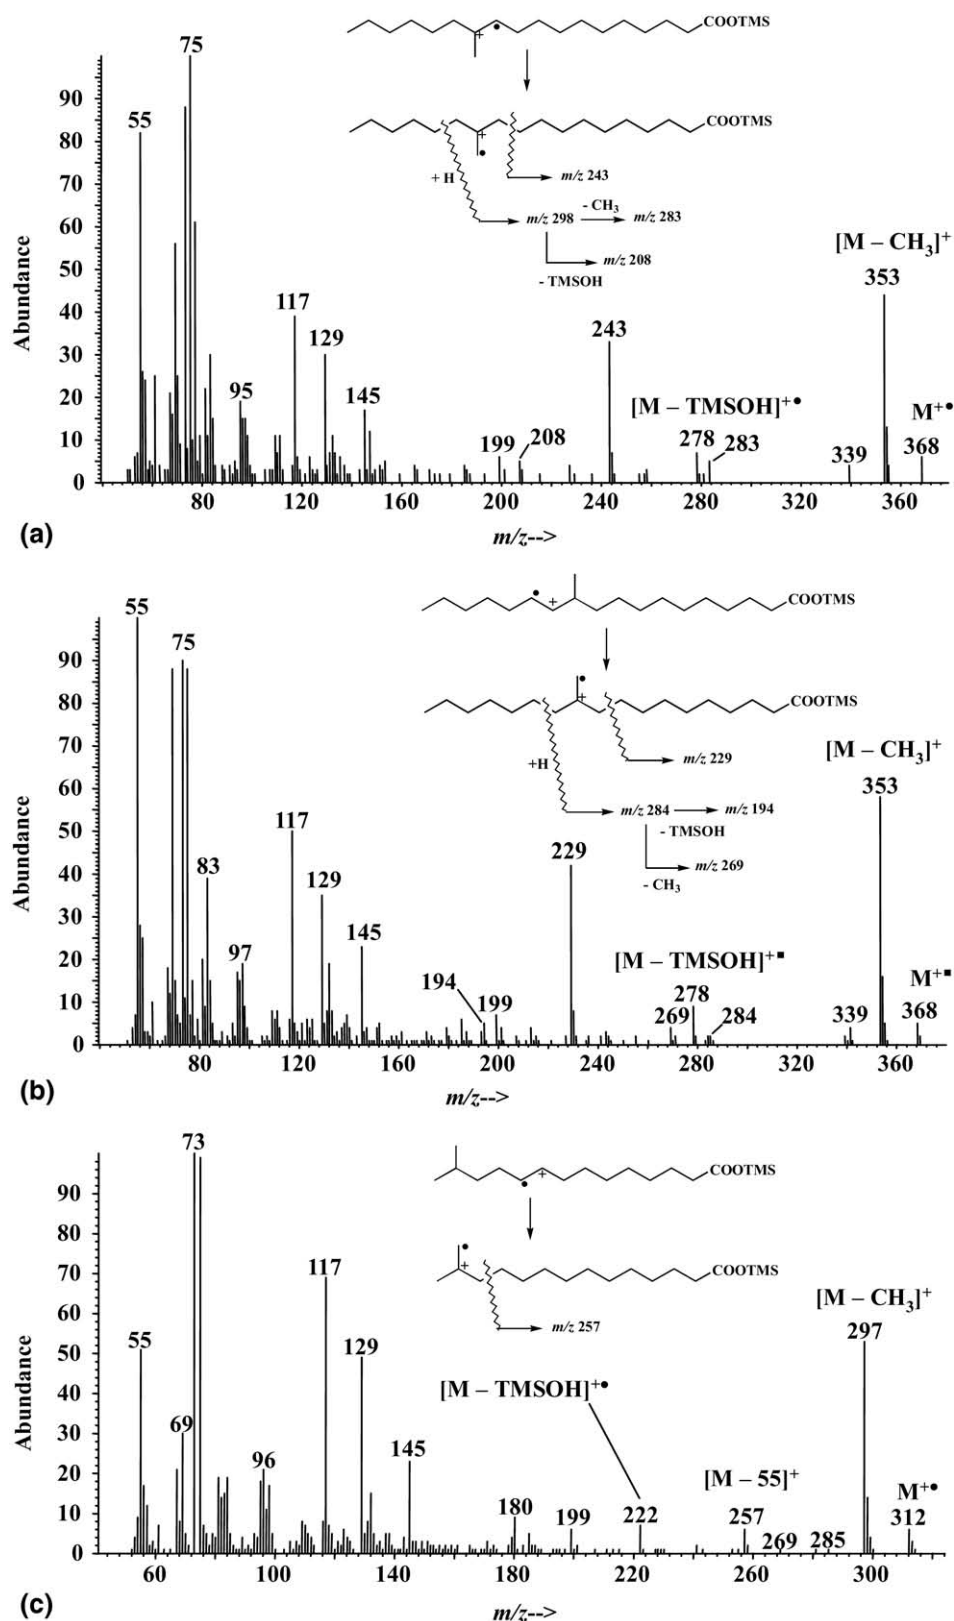 COOTMS
COOTMS
+ H
m/z 243
m/z 298
- CH3
m/z 283
m/z 208
- TMSOH
Abundance
90
80
70
60
50
40
30
20
10
0
75
55
95
117
129
145
199
208
243
[M – TMSOH]+•
278
283
339
[M – CH3]+
353
M+•
368
80 120 160 200 240 280 320 360
(a)
m/z-->
COOTMS
COOTMS
+H
m/z 229
m/z 284
m/z 194
- TMSOH
m/z 269
- CH3
Abundance
90
80
70
60
50
40
30
20
10
0
55
75
83
97
117
129
145
194
199
229
[M – TMSOH]+▪
269
278
284
339
[M – CH3]+
353
M+▪
368
80 120 160 200 240 280 320 360
(b)
m/z-->
COOTMS
COOTMS
m/z 257
Abundance
90
80
70
60
50
40
30
20
10
0
73
55
69
96
117
129
145
180
199
[M – TMSOH]+•
222
[M – 55]+
257
269
285
[M – CH3]+
297
M+•
312
60 100 140 180 220 260 300
(c)
m/z-->